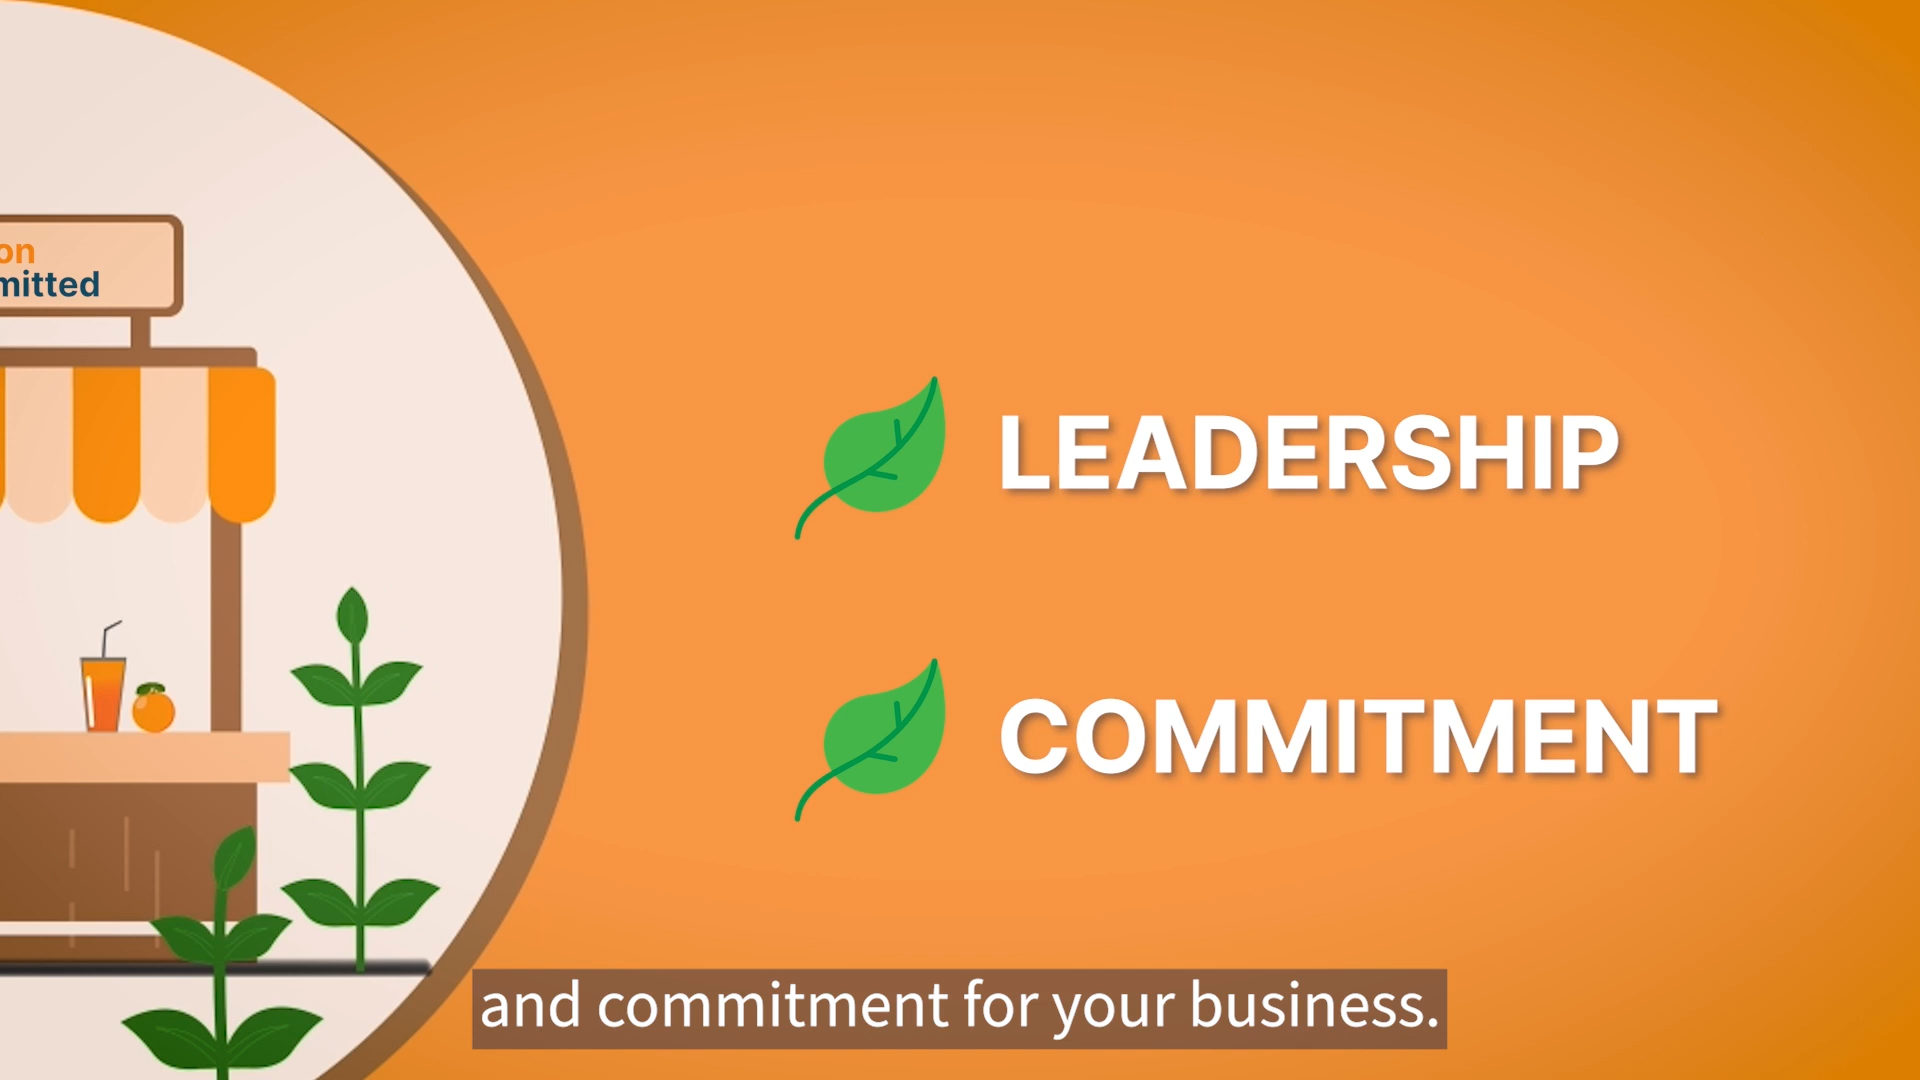 on
mitted
LEADERSHIP
COMMITMENT
and commitment for your business.